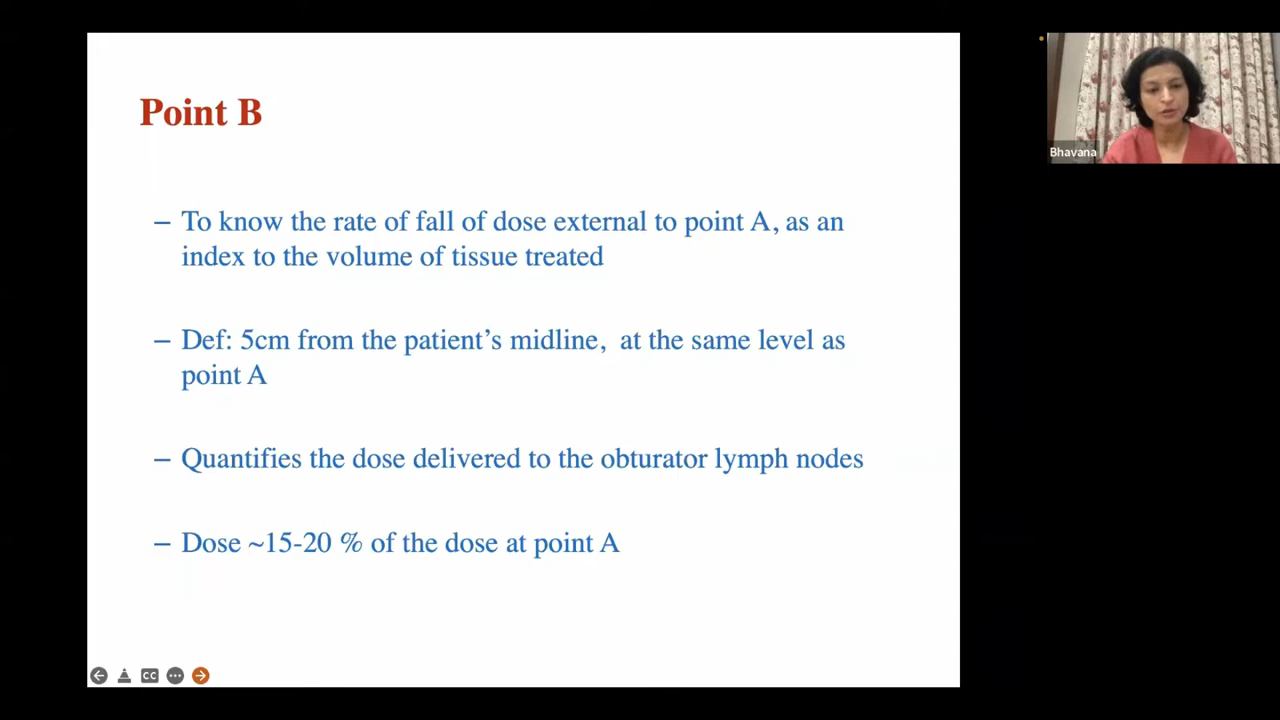 Point B
– To know the rate of fall of dose external to point A, as an
index to the volume of tissue treated
– Def: 5cm from the patient’s midline, at the same level as
point A
– Quantifies the dose delivered to the obturator lymph nodes
– Dose ~15-20 % of the dose at point A
CC
Bhavana